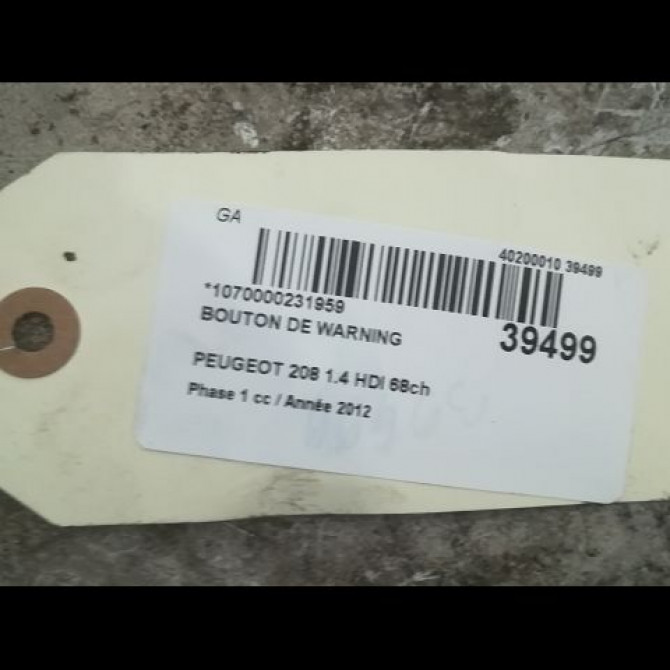 GA
40200010 39499
*1070000231959
BOUTON DE WARNING
39499
PEUGEOT 208 1.4 HDI 68ch
Phase 1 cc / Année 2012